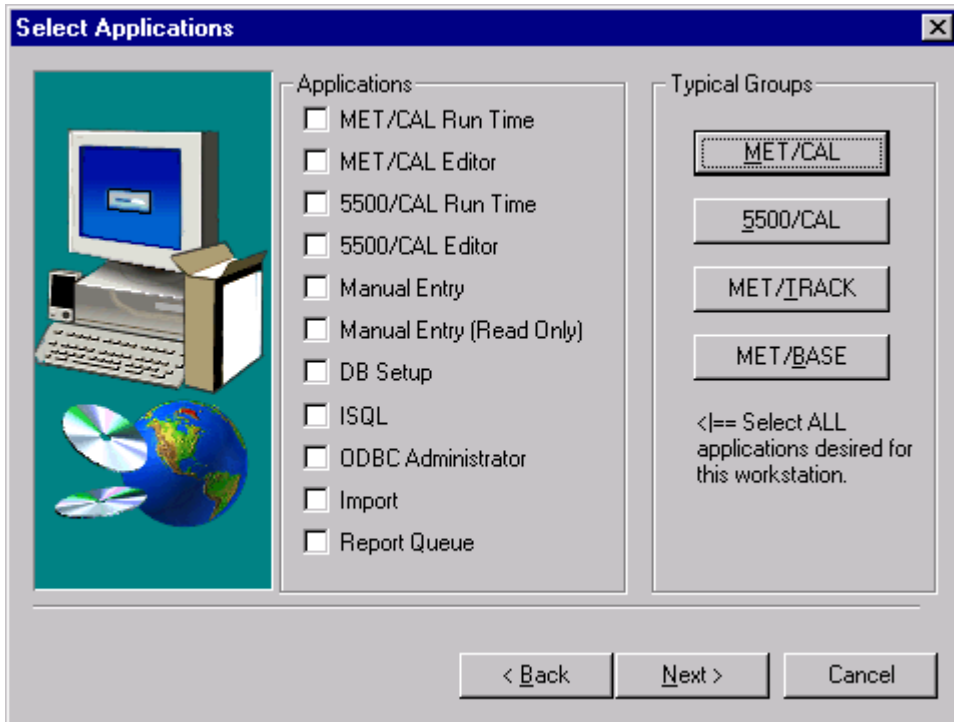 Select Applications
Applications
MET/CAL Run Time
MET/CAL Editor
5500/CAL Run Time
5500/CAL Editor
Manual Entry
Manual Entry (Read Only)
DB Setup
ISQL
ODBC Administrator
Import
Report Queue
Typical Groups
MET/CAL
5500/CAL
MET/TRACK
MET/BASE
<|== Select ALL
applications desired for
this workstation.
< Back
Next >
Cancel